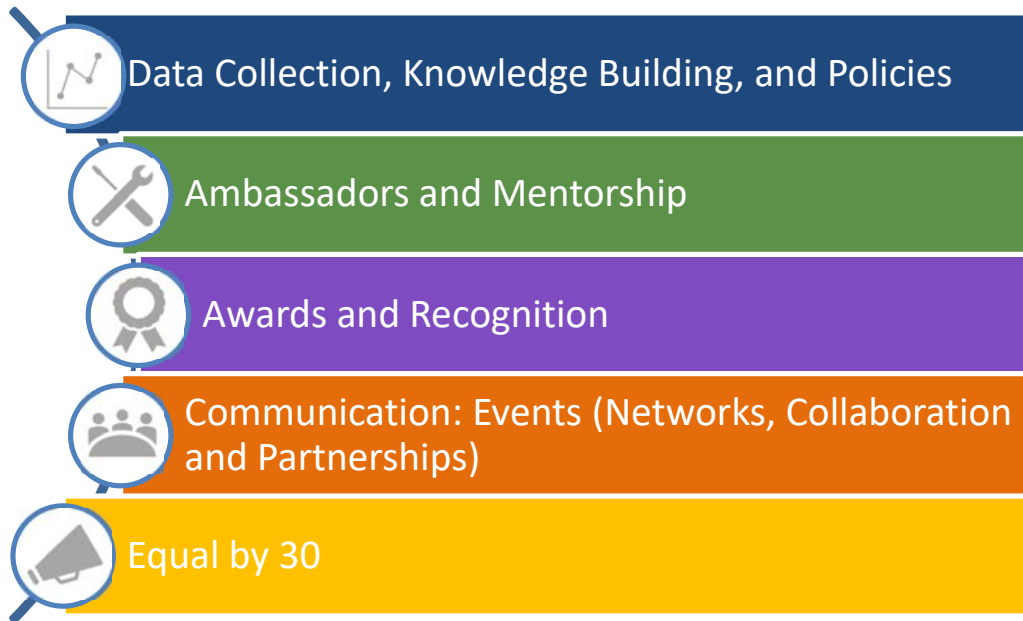 Data Collection, Knowledge Building, and Policies
Ambassadors and Mentorship
Awards and Recognition
Communication: Events (Networks, Collaboration
and Partnerships)
Equal by 30